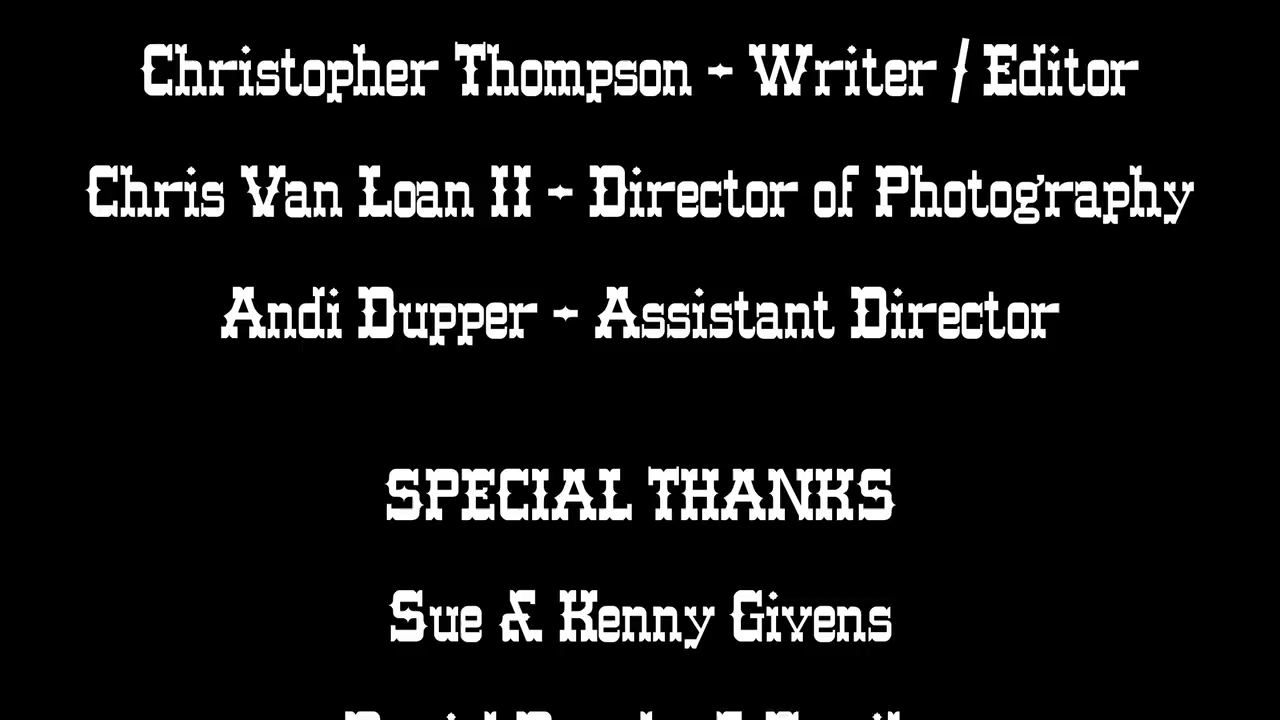 Christopher Thompson - Writer / Editor
Chris Van Loan II - Director of Photography
Andi Dupper - Assistant Director
SPECIAL THANKS
Sue & Kenny Givens